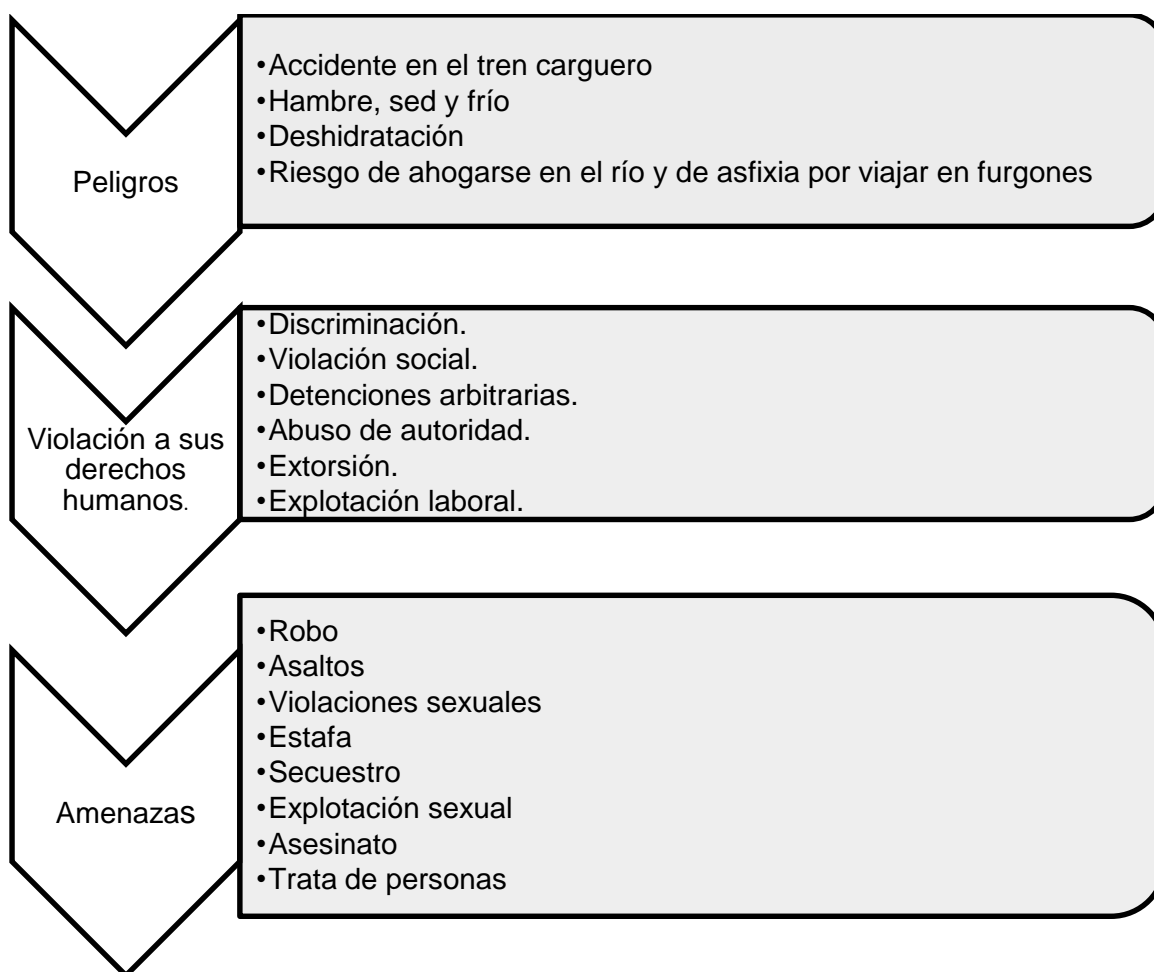 Peligros
•Accidente en el tren carguero
•Hambre, sed y frío
•Deshidratación
•Riesgo de ahogarse en el río y de asfixia por viajar en furgones
Violación a sus
derechos
humanos.
•Discriminación.
•Violación social.
•Detenciones arbitrarias.
•Abuso de autoridad.
•Extorsión.
•Explotación laboral.
Amenazas
•Robo
•Asaltos
•Violaciones sexuales
•Estafa
•Secuestro
•Explotación sexual
•Asesinato
•Trata de personas